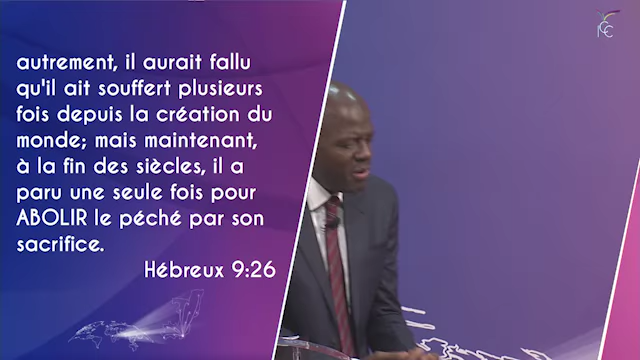 autrement, il aurait fallu
qu'il ait souffert plusieurs
fois depuis la création du
monde; mais maintenant,
à la fin des siècles, il a
paru une seule fois pour
ABOLIR le péché par son
sacrifice.
Hébreux 9:26
ICC